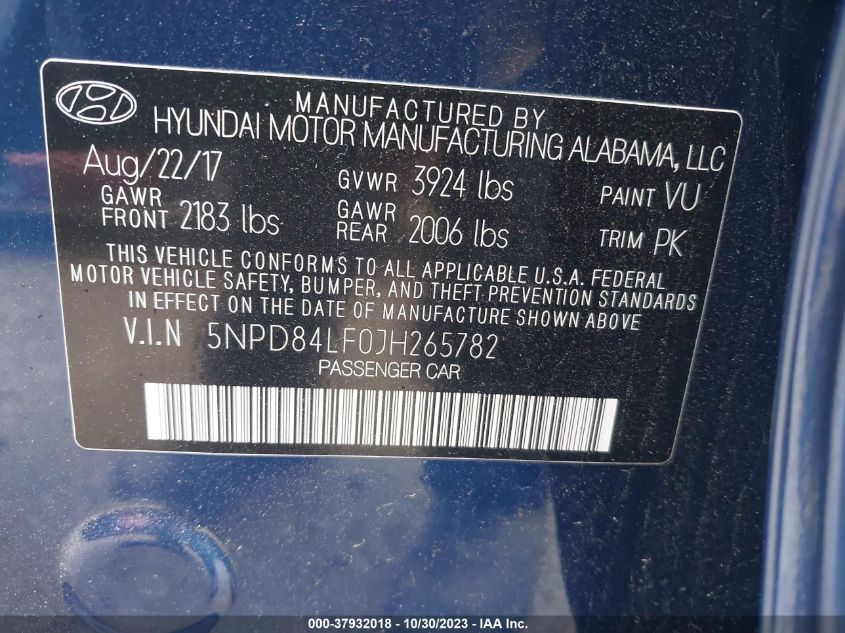 MANUFACTURED BY
HYUNDAI MOTOR MANUFACTURING ALABAMA, LLC
Aug/22/17 GVWR 3924 lbs PAINT VU
GAWR FRONT 2183 lbs GAWR REAR 2006 lbs TRIM PK
THIS VEHICLE CONFORMS TO ALL APPLICABLE U.S.A. FEDERAL
MOTOR VEHICLE SAFETY, BUMPER, AND THEFT PREVENTION STANDARDS
IN EFFECT ON THE DATE OF MANUFACTURE SHOWN ABOVE
V.I.N 5NPD84LF0JH265782
PASSENGER CAR
000-37932018 - 10/30/2023 - IAA Inc.